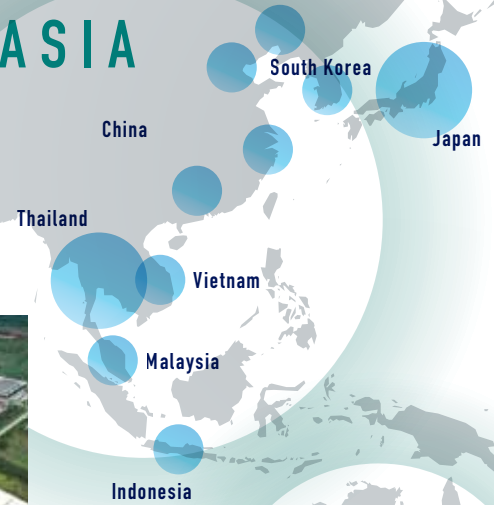 ASIA
South Korea
China
Japan
Thailand
Vietnam
Malaysia
Indonesia